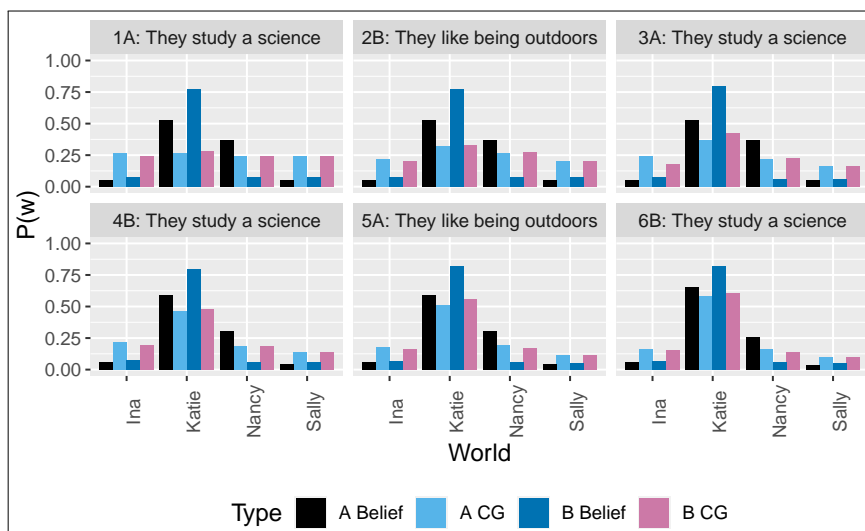 1A: They study a science
2B: They like being outdoors
3A: They study a science
1.00
0.75
0.50
0.25
0.00
4B: They study a science
5A: They like being outdoors
6B: They study a science
1.00
0.75
0.50
0.25
0.00
P(w)
Ina
Katie
Nancy
Sally
Ina
Katie
Nancy
Sally
Ina
Katie
Nancy
Sally
World
Type A Belief A CG B Belief B CG